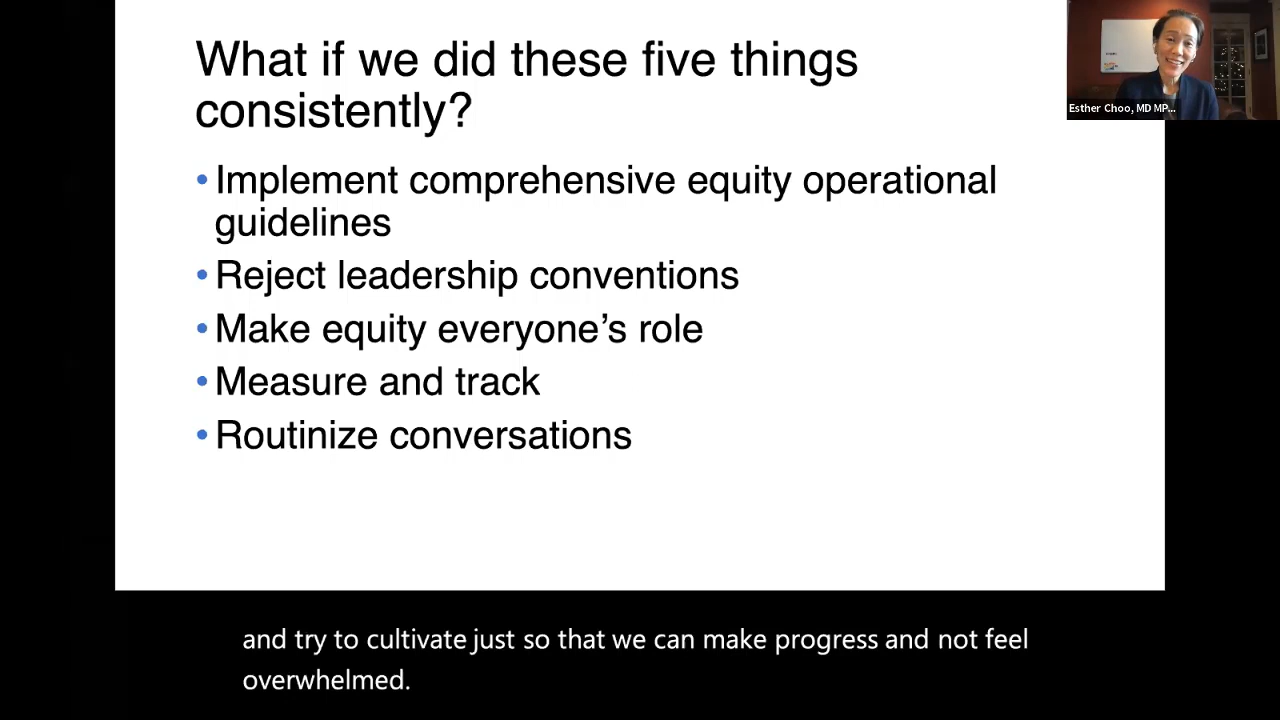 What if we did these five things
consistently?
•Implement comprehensive equity operational
guidelines
•Reject leadership conventions
•Make equity everyone’s role
•Measure and track
•Routinize conversations
Esther Choo, MD MP...
and try to cultivate just so that we can make progress and not feel
overwhelmed.